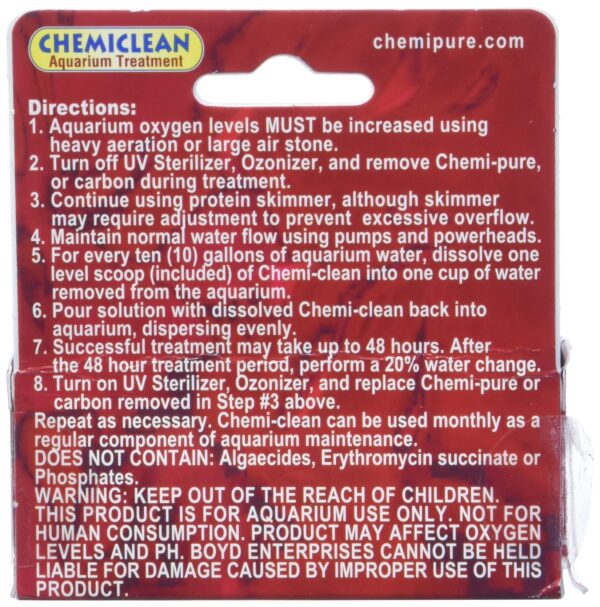 CHEMICLEAN
Aquarium Treatment
chemipure.com
Directions:
1. Aquarium oxygen levels MUST be increased using
heavy aeration or large air stone.
2. Turn off UV Sterilizer, Ozonizer, and remove Chemi-pure,
or carbon during treatment.
3. Continue using protein skimmer, although skimmer
may require adjustment to prevent excessive overflow.
4. Maintain normal water flow using pumps and powerheads.
5. For every ten (10) gallons of aquarium water, dissolve one
level scoop (included) of Chemi-clean into one cup of water
removed from the aquarium.
6. Pour solution with dissolved Chemi-clean back into
aquarium, dispersing evenly.
7. Successful treatment may take up to 48 hours. After
the 48 hour treatment period, perform a 20% water change.
8. Turn on UV Sterilizer, Ozonizer, and replace Chemi-pure or
carbon removed in Step #3 above.
Repeat as necessary. Chemi-clean can be used monthly as a
regular component of aquarium maintenance.
DOES NOT CONTAIN: Algaecides, Erythromycin succinate or
Phosphates.
WARNING: KEEP OUT OF THE REACH OF CHILDREN.
THIS PRODUCT IS FOR AQUARIUM USE ONLY. NOT FOR
HUMAN CONSUMPTION. PRODUCT MAY AFFECT OXYGEN
LEVELS AND PH. BOYD ENTERPRISES CANNOT BE HELD
LIABLE FOR DAMAGE CAUSED BY IMPROPER USE OF THIS
PRODUCT.